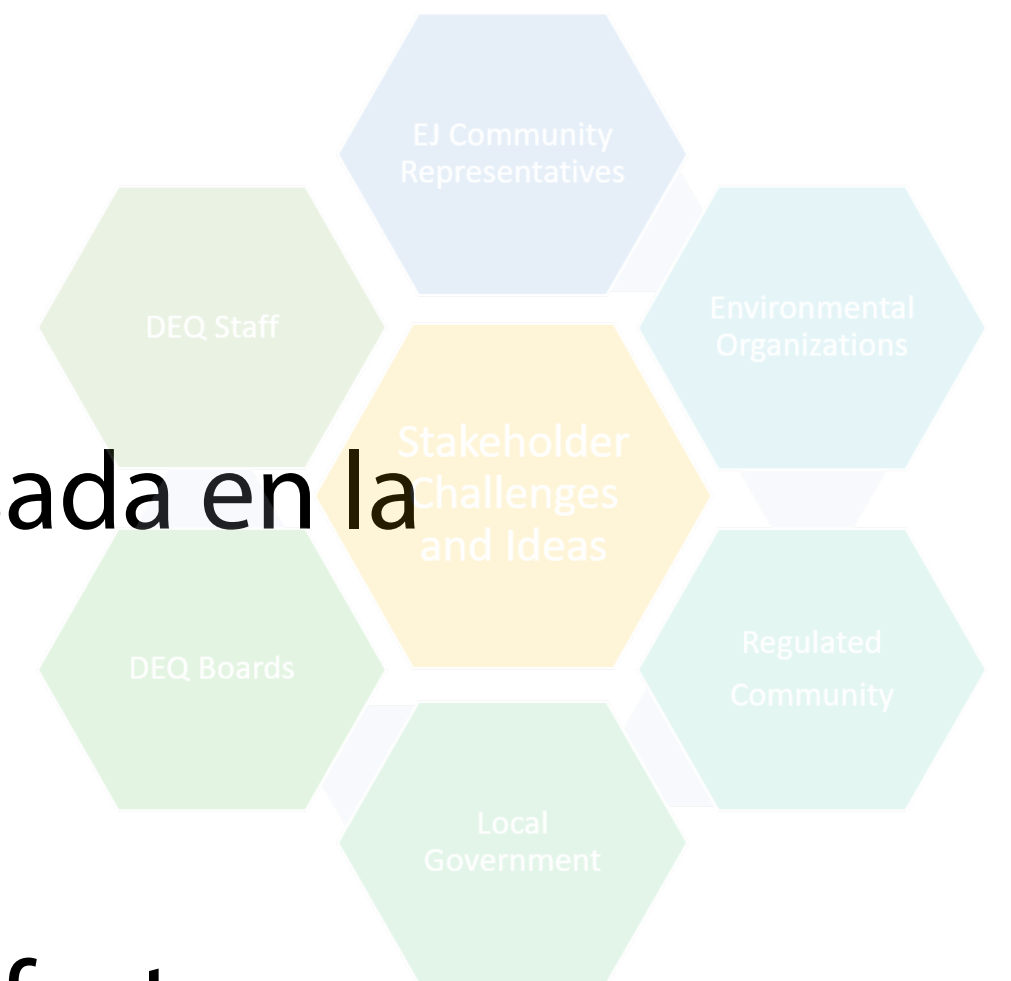 EJ Community
Representatives
Environmental
Organizations
DEQ Staff
Stakeholder
Challenges
and Ideas
en la
Regulated
Community
DEQ Boards
Local
Government